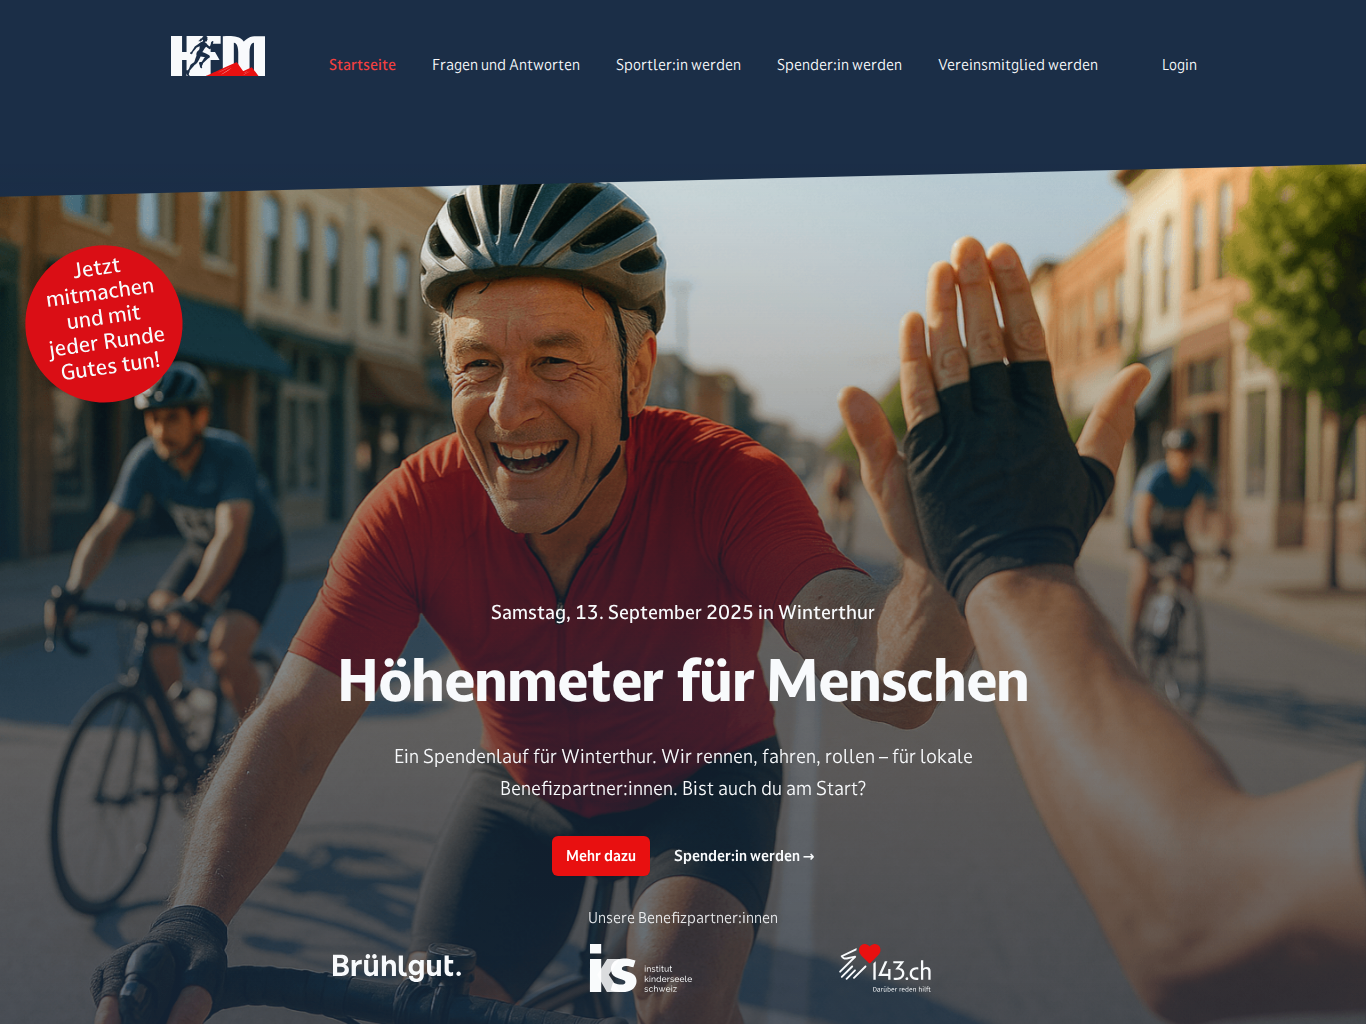 HFM
Startseite
Fragen und Antworten
Sportler:in werden
Spender:in werden
Vereinsmitglied werden
Login
Jetzt
mitmachen
und mit
jeder Runde
Gutes tun!
Samstag, 13. September 2025 in Winterthur
Höhenmeter für Menschen
Ein Spendenlauf für Winterthur. Wir rennen, fahren, rollen – für lokale
Benefizpartner:innen. Bist auch du am Start?
Mehr dazu
Spender:in werden →
Unsere Benefizpartner:innen
Brühlgut.
iks
institut
kinderseele
schweiz
143.ch
Darüber reden hilft